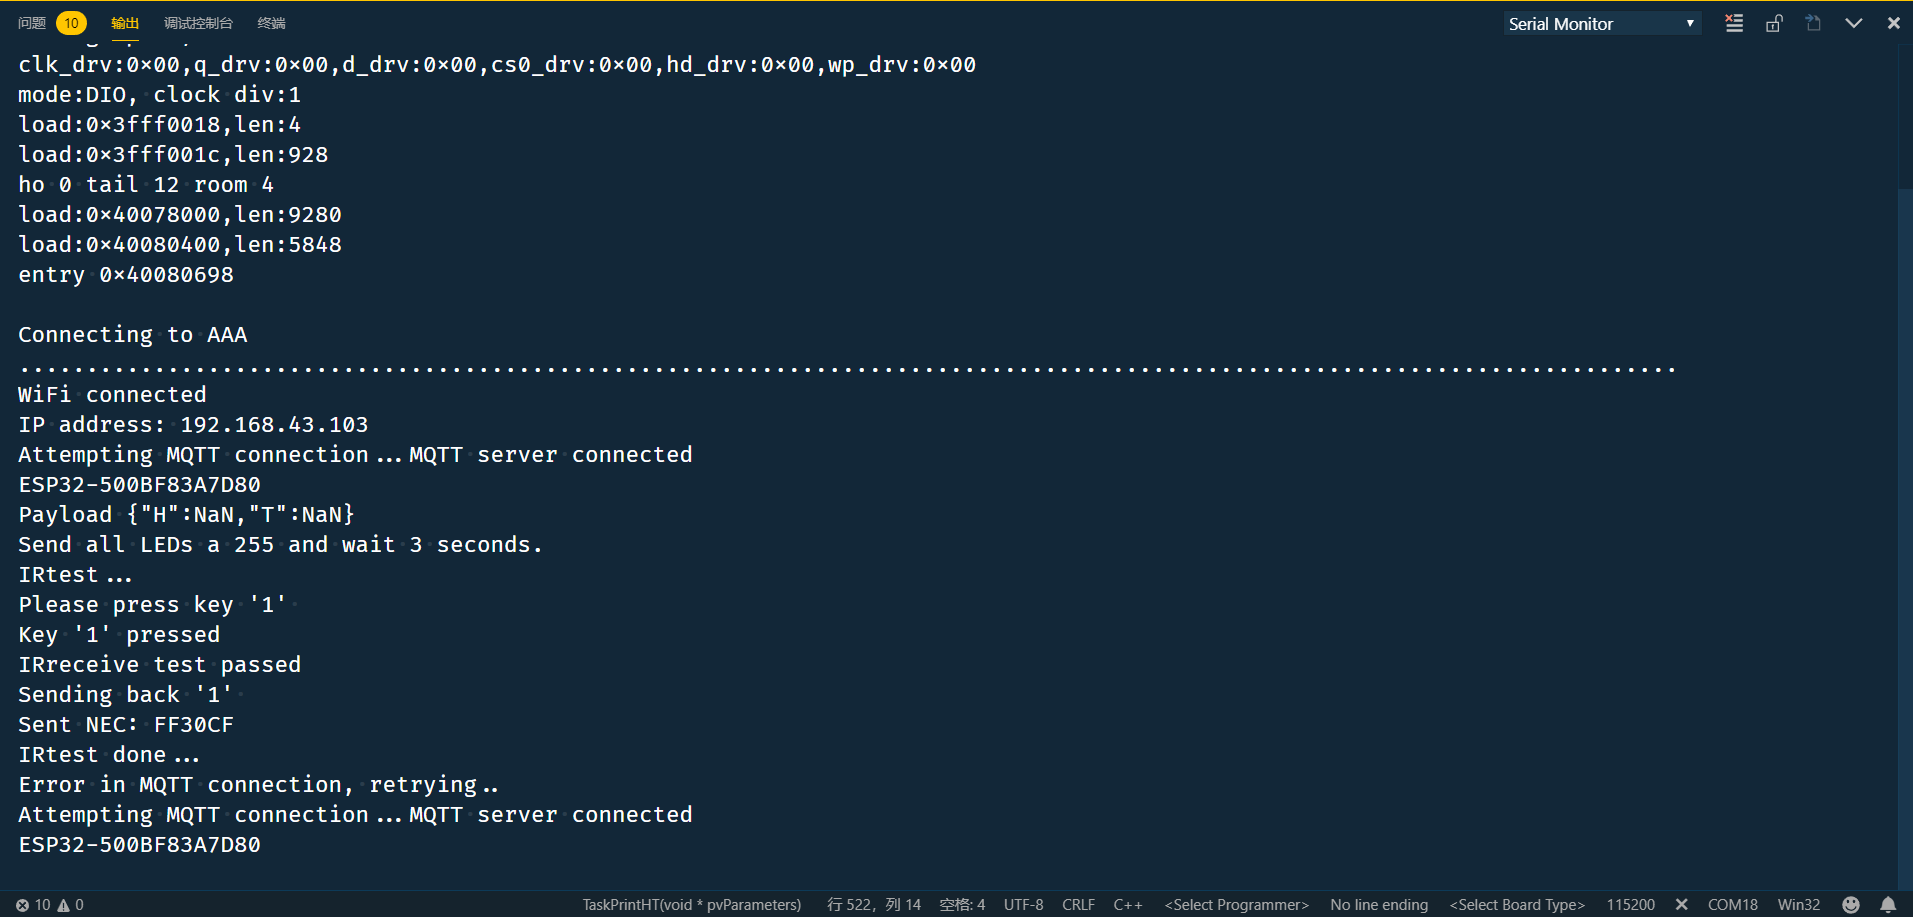 问题 10 输出 调试控制台 终端 Serial Monitor
clk_drv:0x00,q_drv:0x00,d_drv:0x00,cs0_drv:0x00,hd_drv:0x00,wp_drv:0x00
mode:DIO, clock div:1
load:0x3fff0018,len:4
load:0x3fff001c,len:928
ho 0 tail 12 room 4
load:0x40078000,len:9280
load:0x40080400,len:5848
entry 0x40080698
Connecting to AAA
...........................................................................................................................
WiFi connected
IP address: 192.168.43.103
Attempting MQTT connection...MQTT server connected
ESP32-500BF83A7D80
Payload {"H":NaN,"T":NaN}
Send all LEDs a 255 and wait 3 seconds.
IRtest...
Please press key '1'
Key '1' pressed
IRreceive test passed
Sending back '1'
Sent NEC: FF30CF
IRtest done...
Error in MQTT connection, retrying..
Attempting MQTT connection...MQTT server connected
ESP32-500BF83A7D80
10 0 TaskPrintHT(void * pvParameters) 行 522，列 14 空格: 4 UTF-8 CRLF C++ <Select Programmer> No line ending <Select Board Type> 115200 COM18 Win32